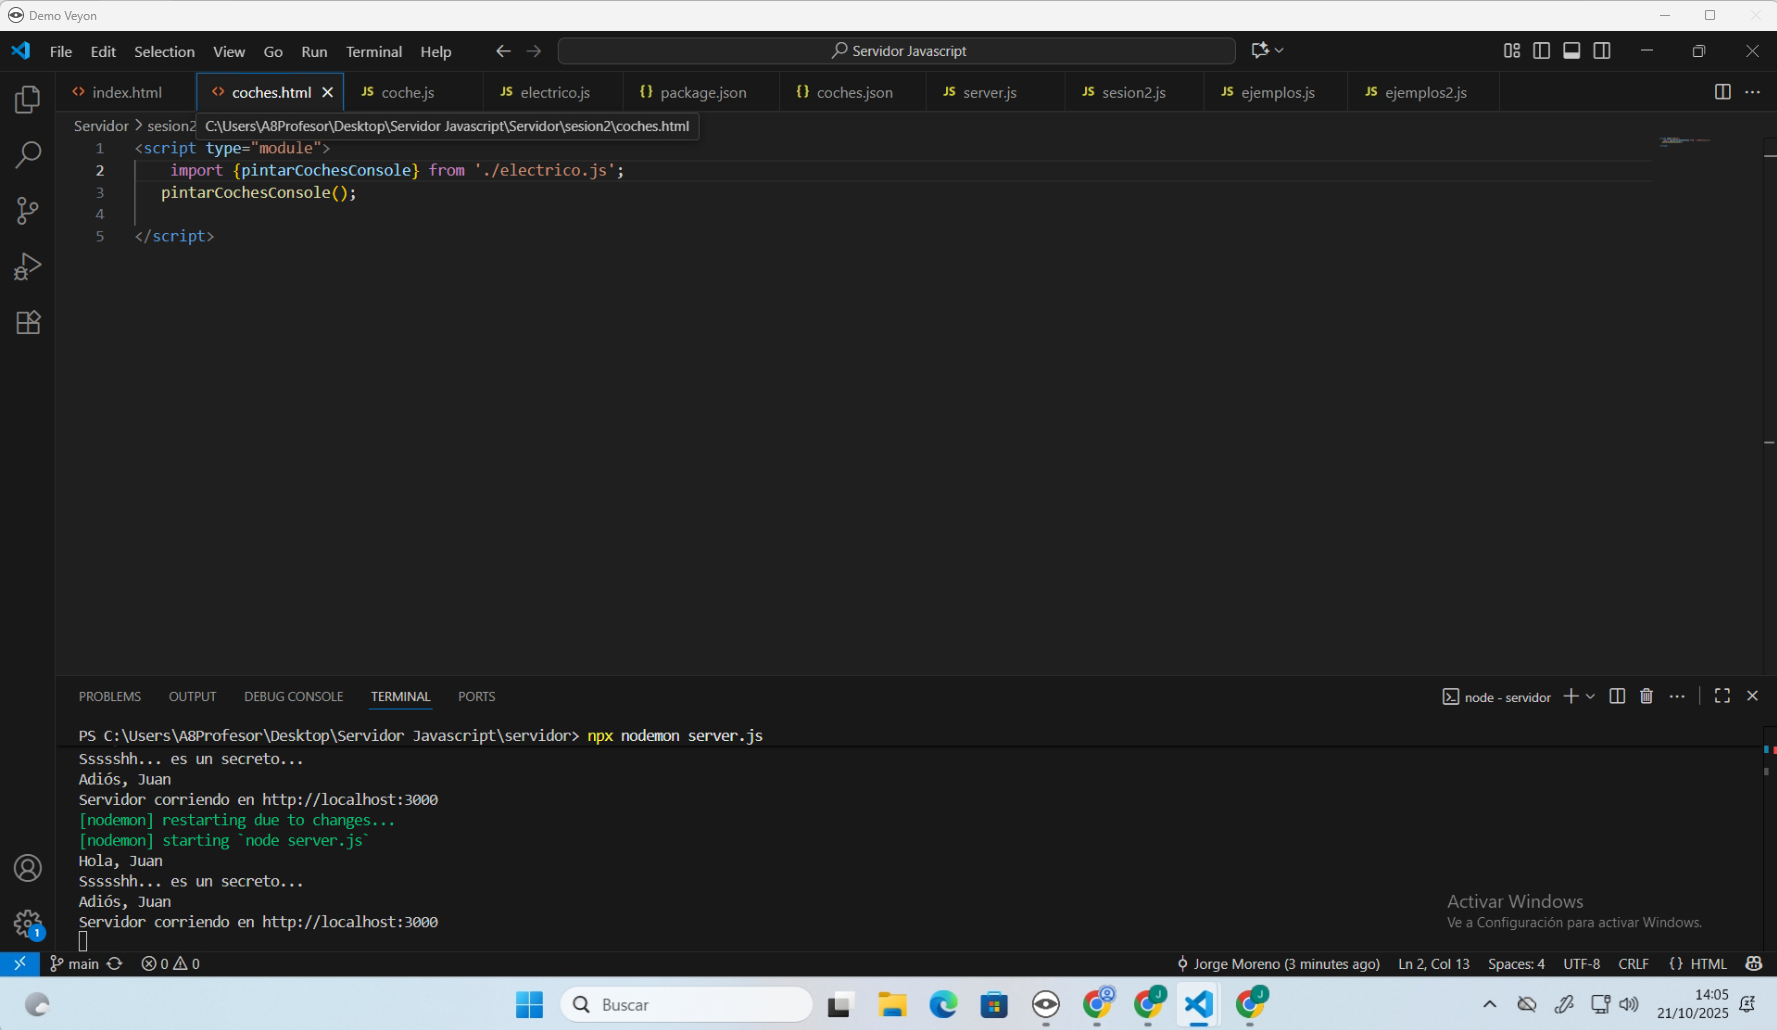 Demo Veyon
File Edit Selection View Go Run Terminal Help
Servidor Javascript
index.html
coches.html
JS coche.js
JS electrico.js
{} package.json
{} coches.json
JS server.js
JS sesion2.js
JS ejemplos.js
JS ejemplos2.js
Servidor > sesion2
C:\Users\A8Profesor\Desktop\Servidor Javascript\Servidor\sesion2\coches.html
1 <script type="module">
2 import {pintarCochesConsole} from './electrico.js';
3 pintarCochesConsole();
4
5 </script>
PROBLEMS OUTPUT DEBUG CONSOLE TERMINAL PORTS
node - servidor
PS C:\Users\A8Profesor\Desktop\Servidor Javascript\servidor> npx nodemon server.js
Ssssshh... es un secreto...
Adiós, Juan
Servidor corriendo en http://localhost:3000
[nodemon] restarting due to changes...
[nodemon] starting `node server.js`
Hola, Juan
Ssssshh... es un secreto...
Adiós, Juan
Servidor corriendo en http://localhost:3000
Activar Windows
Ve a Configuración para activar Windows.
1
main 0 0 Jorge Moreno (3 minutes ago) Ln 2, Col 13 Spaces: 4 UTF-8 CRLF {} HTML
Buscar
J
J
14:05
21/10/2025